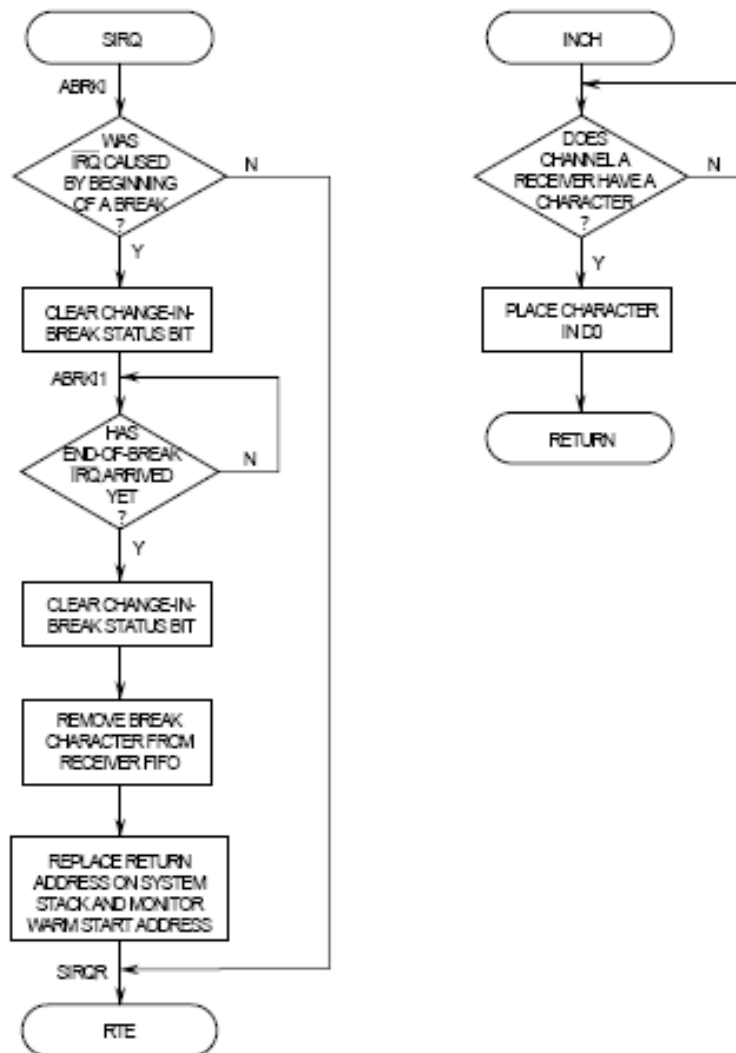 SIRQ
ABRKI
WAS
IRQ CAUSED
BY BEGINNING
OF A BREAK
?
N
Y
CLEAR CHANGE-IN-
BREAK STATUS BIT
ABRKI1
HAS
END-OF-BREAK
IRQ ARRIVED
YET
?
N
Y
CLEAR CHANGE-IN-
BREAK STATUS BIT
REMOVE BREAK
CHARACTER FROM
RECEIVER FIFO
REPLACE RETURN
ADDRESS ON SYSTEM
STACK AND MONITOR
WARM START ADDRESS
SIRQR
RTE
INCH
DOES
CHANNEL A
RECEIVER HAVE A
CHARACTER
?
N
Y
PLACE CHARACTER
IN D0
RETURN